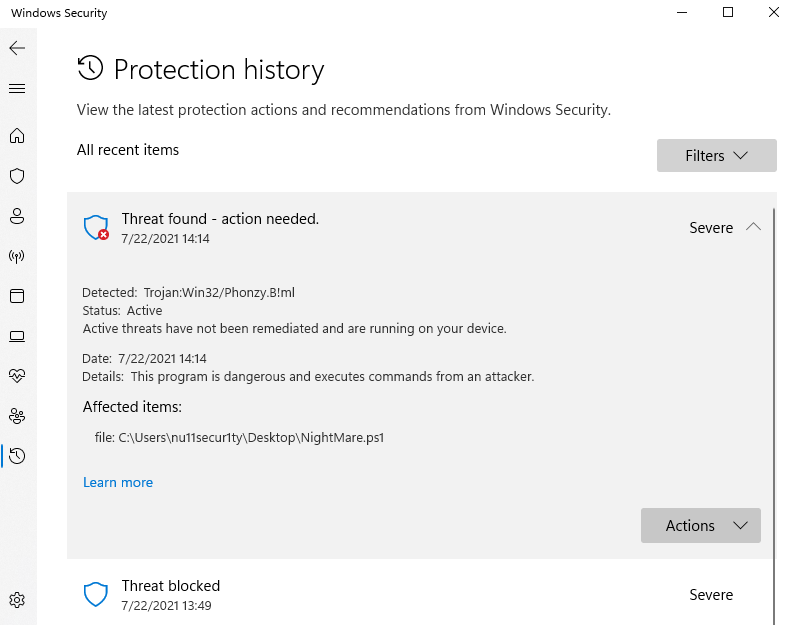 Windows Security
Protection history
View the latest protection actions and recommendations from Windows Security.
All recent items
Filters
Threat found - action needed.
7/22/2021 14:14
Severe
Detected: Trojan:Win32/Phonzy.B!ml
Status: Active
Active threats have not been remediated and are running on your device.
Date: 7/22/2021 14:14
Details: This program is dangerous and executes commands from an attacker.
Affected items:
file: C:\Users\nu11secur1ty\Desktop\NightMare.ps1
Learn more
Actions
Threat blocked
7/22/2021 13:49
Severe